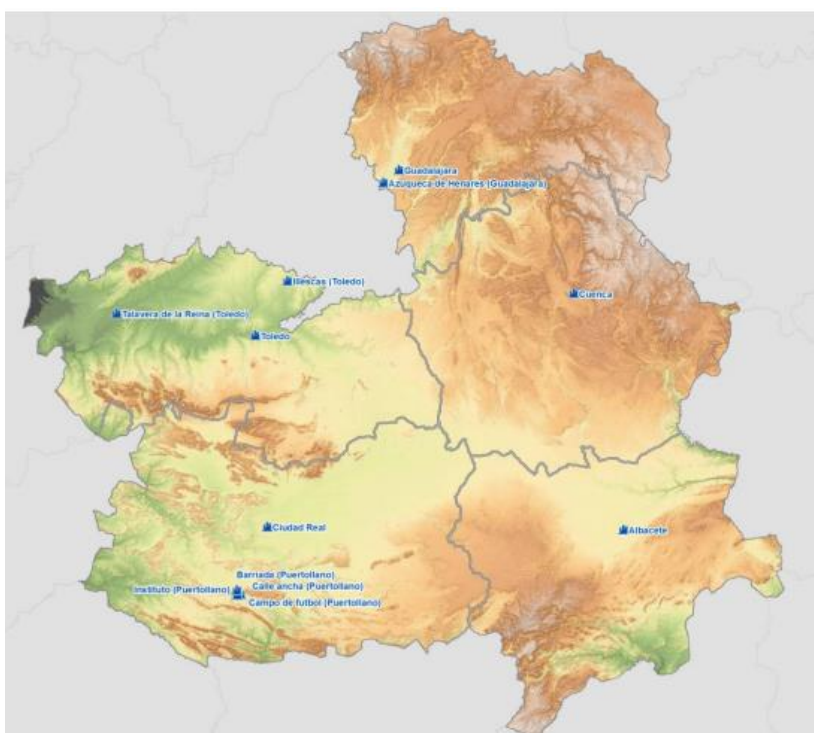 Guadalajara
Azuqueca de Henares (Guadalajara)
Illescas (Toledo)
Cuenca
Talavera de la Reina (Toledo)
Toledo
Ciudad Real
Albacete
Barriada (Puertollano)
Calle ancha (Puertollano)
Instituto (Puertollano)
Campo de futbol (Puertollano)